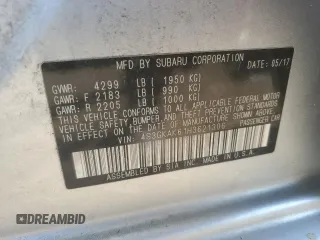 MFD BY SUBARU CORPORATION 05/17
GVWR: 4299 LB (1950 KG)
GAWR: F 2183 LB (990 KG)
GAWR: R 2205 LB (1000 KG)
THIS VEHICLE CONFORMS TO ALL
APPLICABLE FEDERAL MOTOR
VEHICLE SAFETY, BUMPER, AND THEFT
PREVENTION STANDARDS IN EFFECT ON
THE DATE OF MANUFACTURE SHOWN ABOVE.
VEHICLE I.D. NO. PASSENGER CAR
ASSEMBLED BY SIA INC. MADE IN U.S.A.